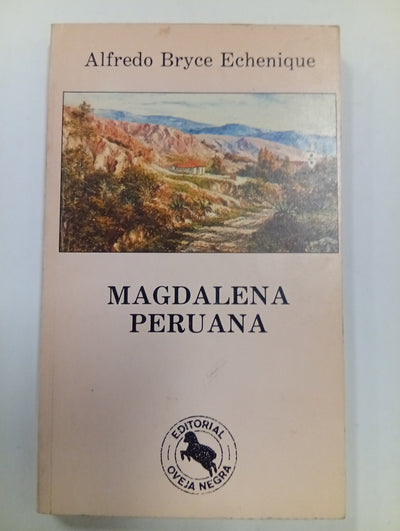 Alfredo Bryce Echenique
MAGDALENA
PERUANA
EDITORIAL
OVEJA NEGRA